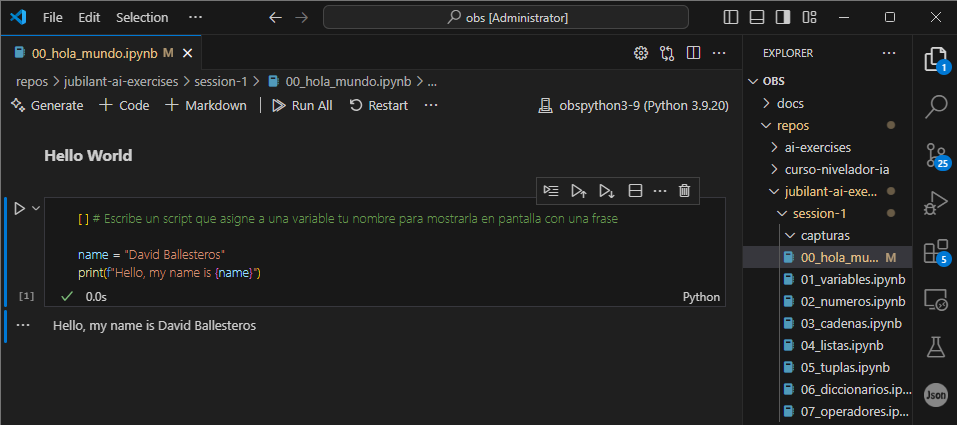 File Edit Selection ··· obs [Administrator]
00_hola_mundo.ipynb M
repos > jubilant-ai-exercises > session-1 > 00_hola_mundo.ipynb > ...
Generate + Code + Markdown Run All Restart ··· obspython3-9 (Python 3.9.20)
Hello World
[ ] # Escribe un script que asigne a una variable tu nombre para mostrarla en pantalla con una frase
name = "David Ballesteros"
print(f"Hello, my name is {name}")
[1] 0.0s Python
··· Hello, my name is David Ballesteros
EXPLORER ···
OBS
docs
repos
ai-exercises
curso-nivelador-ia
jubilant-ai-exe...
session-1
capturas
00_hola_mu... M
01_variables.ipynb
02_numeros.ipynb
03_cadenas.ipynb
04_listas.ipynb
05_tuplas.ipynb
06_diccionarios.ip...
07_operadores.ip...
1
25
5
Json